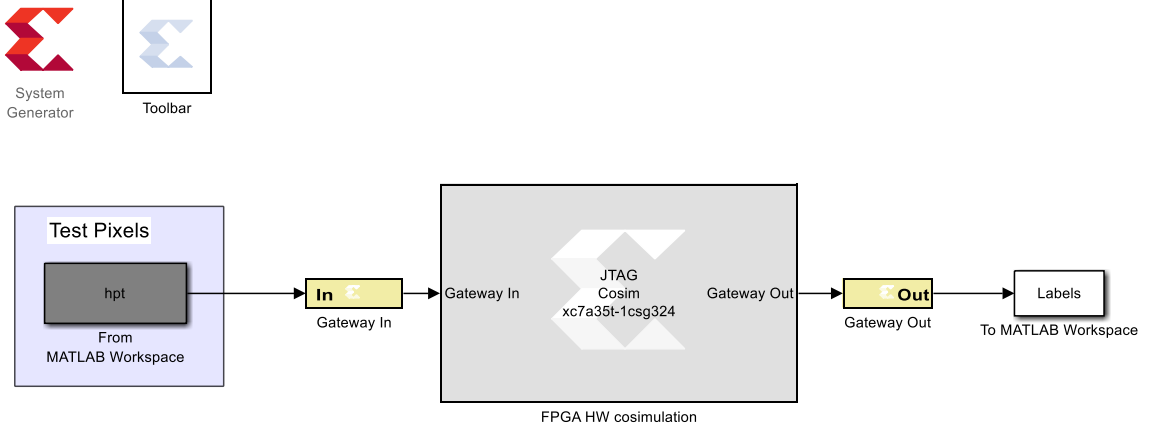 System
Generator
Toolbar
Test Pixels
hpt
From
MATLAB Workspace
In
Gateway In
Gateway In
JTAG
Cosim
xc7a35t-1csg324
Gateway Out
FPGA HW cosimulation
Out
Gateway Out
Labels
To MATLAB Workspace